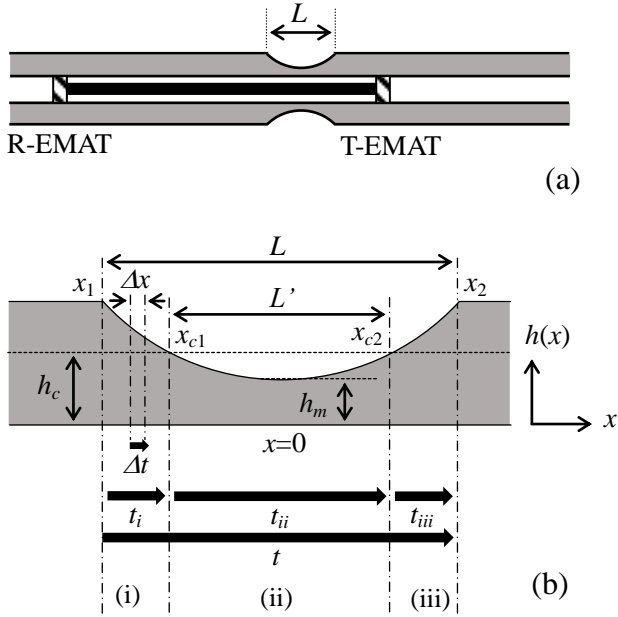 L
R-EMAT T-EMAT
(a)
L
x1 Δx x2
L’
xc1 xc2 h(x)
hc hm
x=0 x
Δt
ti tii tiii
t
(i) (ii) (iii) (b)